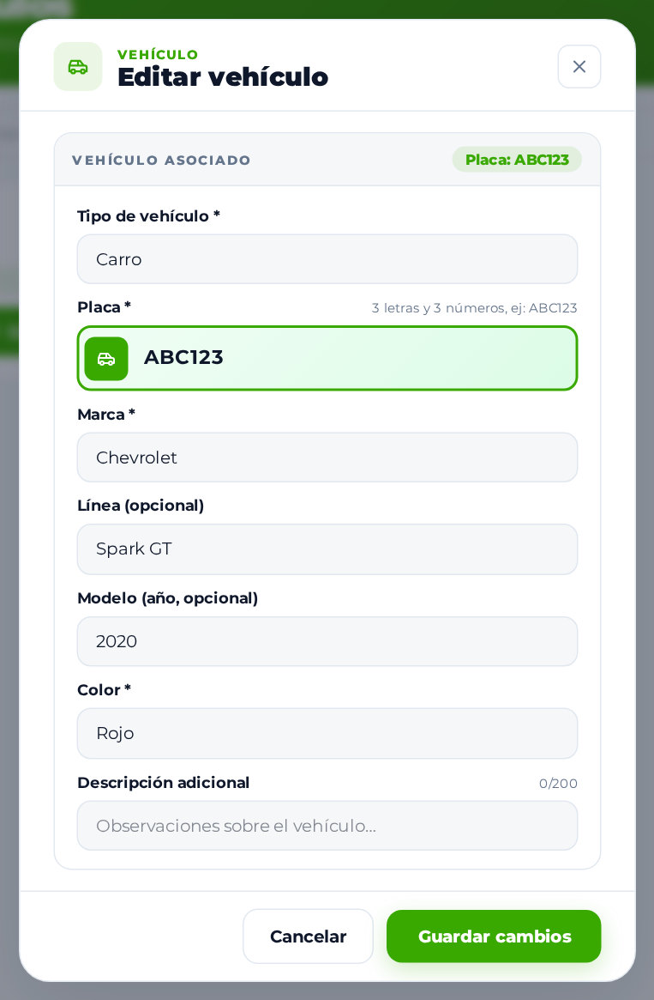 VEHÍCULO
Editar vehículo
VEHÍCULO ASOCIADO
Placa: ABC123
Tipo de vehículo *
Carro
Placa *
3 letras y 3 números, ej: ABC123
ABC123
Marca *
Chevrolet
Línea (opcional)
Spark GT
Modelo (año, opcional)
2020
Color *
Rojo
Descripción adicional
0/200
Observaciones sobre el vehículo...
Cancelar
Guardar cambios